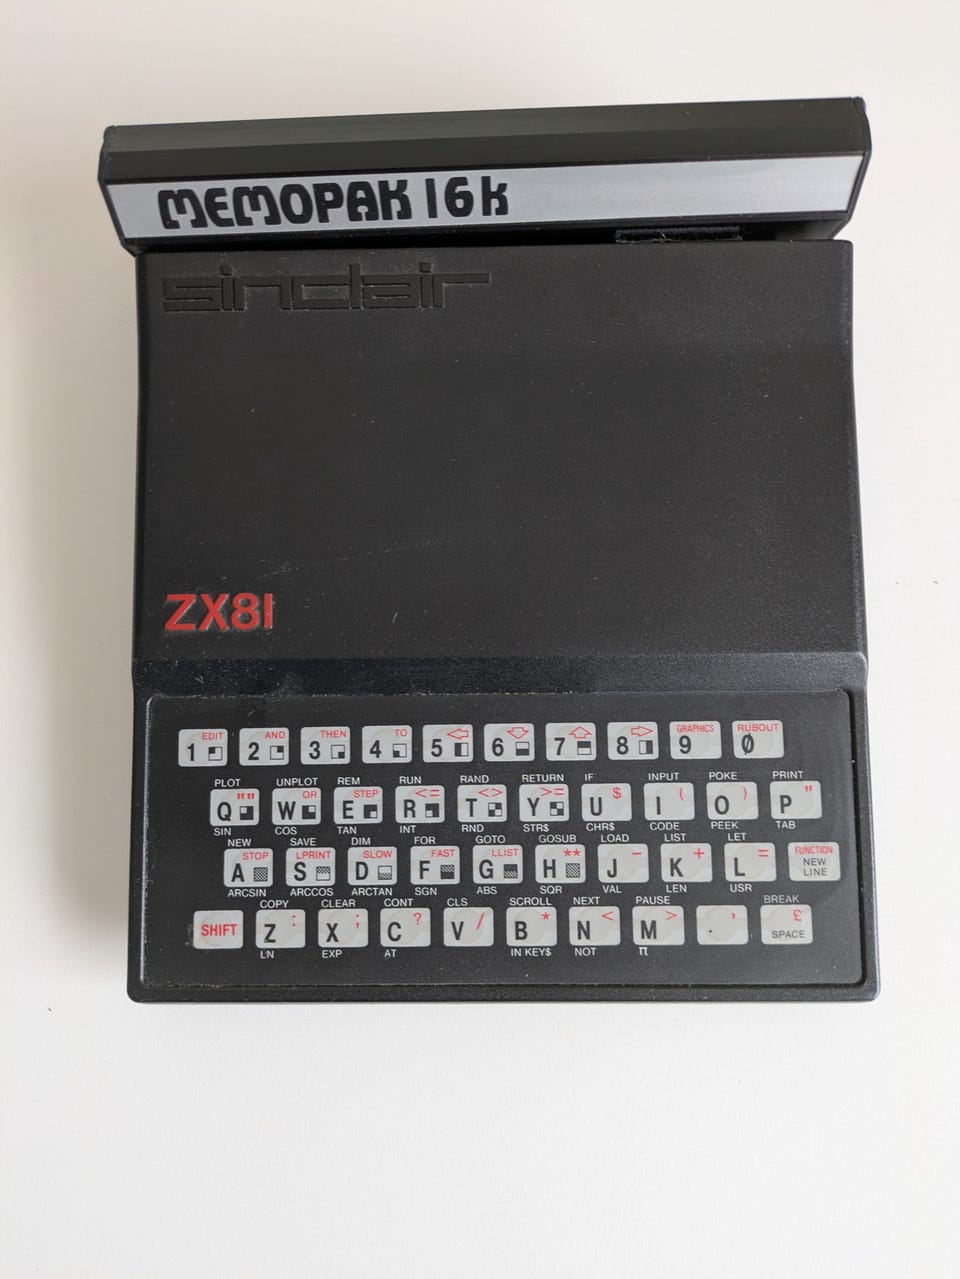 MEMOPAK 16K
sinclair
ZX81
EDIT AND THEN TO GRAPHICS RUBOUT
1 2 3 4 5 6 7 8 9 0
PLOT UNPLOT REM RUN RAND RETURN IF INPUT POKE PRINT
"" OR STEP <= <> >= $ ( ) "
Q W E R T Y U I O P
SIN COS TAN INT RND STR$ CHR$ CODE PEEK TAB
NEW SAVE DIM FOR GOTO GOSUB LOAD LIST LET
STOP LPRINT SLOW FAST LLIST ** - + = FUNCTION
A S D F G H J K L NEW LINE
ARCSIN ARCCOS ARCTAN SGN ABS SQR VAL LEN USR
COPY CLEAR CONT CLS SCROLL NEXT PAUSE BREAK
: ; ? / * < > , £
SHIFT Z X C V B N M . SPACE
LN EXP AT IN KEY$ NOT π